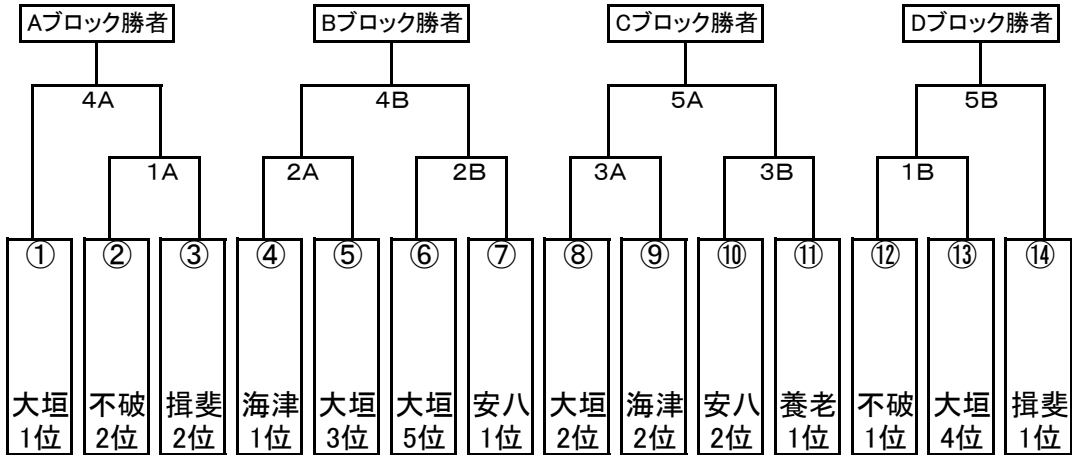 Aブロック勝者 Bブロック勝者 Cブロック勝者 Dブロック勝者
4A 4B 5A 5B
1A 2A 2B 3A 3B 1B
① ② ③ ④ ⑤ ⑥ ⑦ ⑧ ⑨ ⑩ ⑪ ⑫ ⑬ ⑭
大垣 不破 揖斐 海津 大垣 大垣 安八 大垣 海津 安八 養老 不破 大垣 揖斐
1位 2位 2位 1位 3位 5位 1位 2位 2位 2位 1位 1位 4位 1位